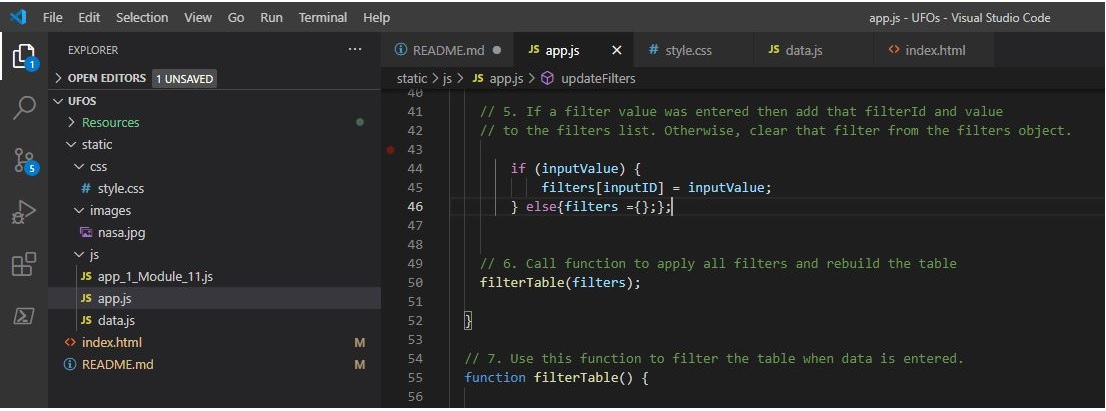 File Edit Selection View Go Run Terminal Help app.js - UFOs - Visual Studio Code
EXPLORER ...
README.md app.js style.css data.js index.html
OPEN EDITORS 1 UNSAVED
static > js > JS app.js > updateFilters
UFOS
Resources
static
css
# style.css
images
nasa.jpg
js
JS app_1_Module_11.js
JS app.js
JS data.js
<> index.html M
README.md M
1
5
40
41 // 5. If a filter value was entered then add that filterId and value
42 // to the filters list. Otherwise, clear that filter from the filters object.
43
44 if (inputValue) {
45 filters[inputID] = inputValue;
46 } else{filters ={};};
47
48
49 // 6. Call function to apply all filters and rebuild the table
50 filterTable(filters);
51
52 }
53
54 // 7. Use this function to filter the table when data is entered.
55 function filterTable() {
56